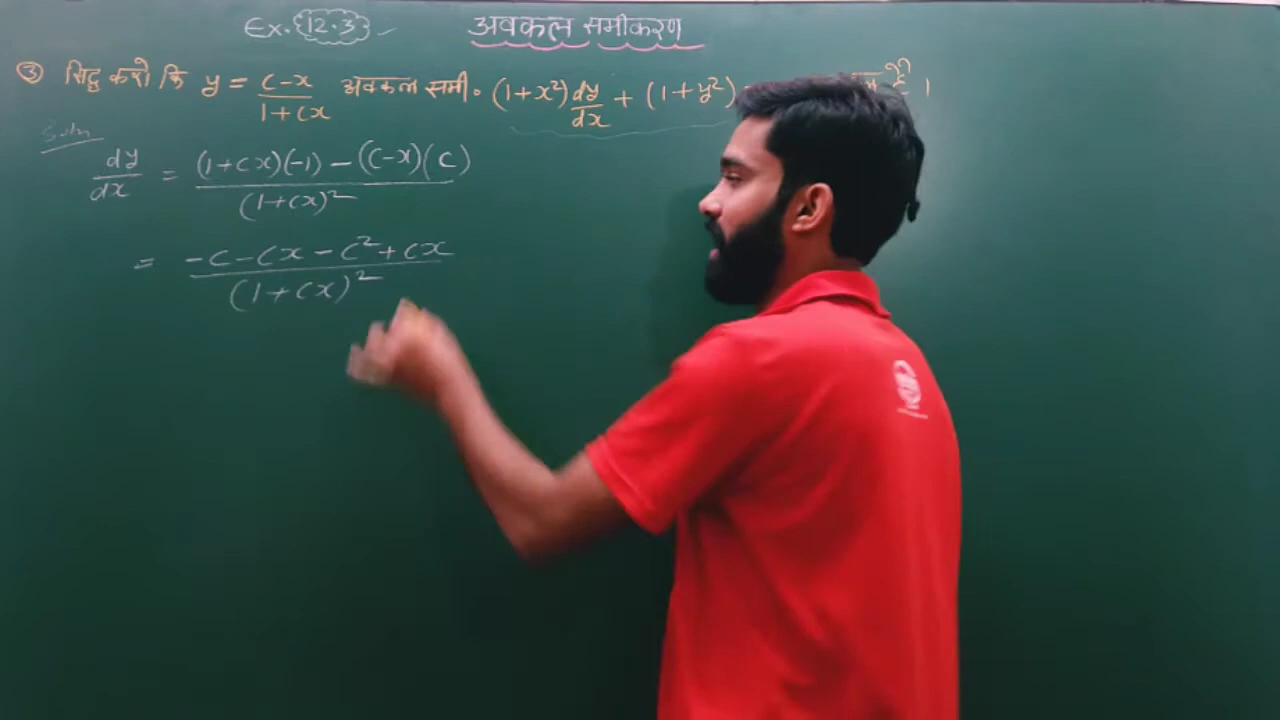 Ex. 12.3
अवकल समीकरण
③ सिद्ध करो कि y = c-x/1+cx अवकल समी॰ (1+x²)dy/dx + (1+y²) है ।
Soln
dy/dx = (1+cx)(-1) - (c-x)(c)/(1+cx)²
= -c-cx-c²+cx/(1+cx)²